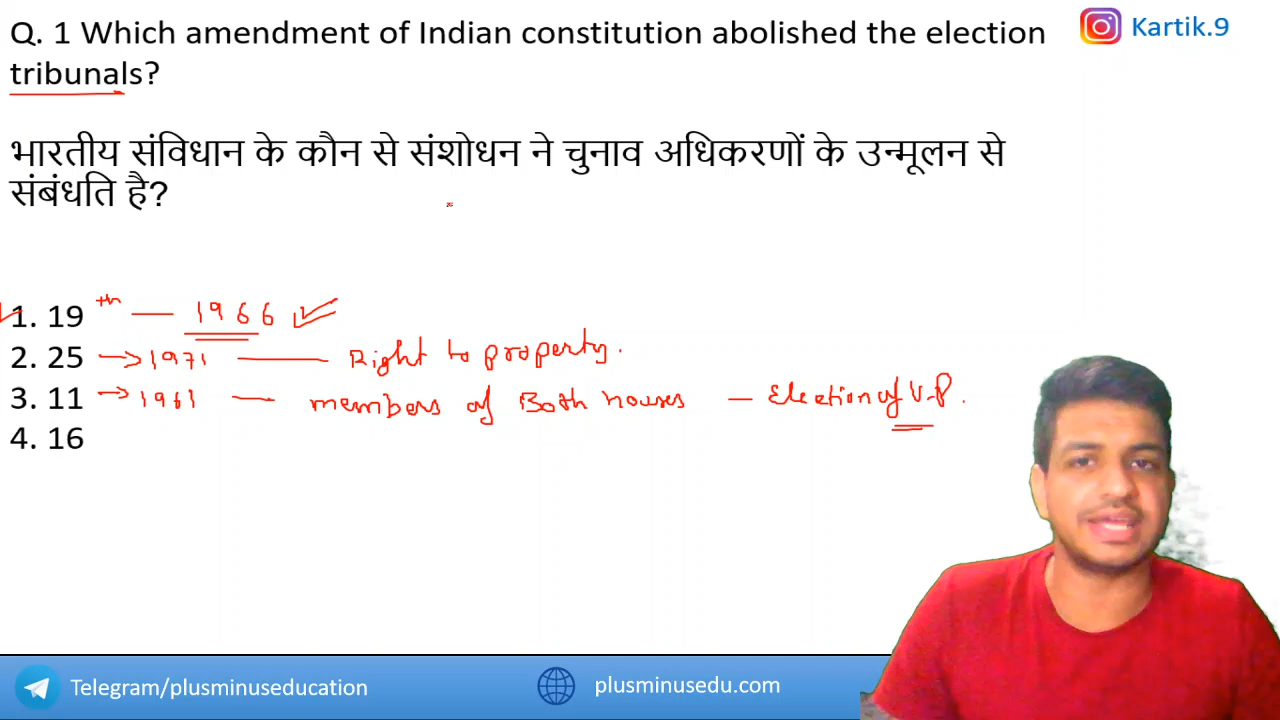 Q. 1 Which amendment of Indian constitution abolished the election
Kartik.9
tribunals?
भारतीय संविधान के कौन से संशोधन ने चुनाव अधिकरणों के उन्मूलन से
संबंधति है?
1. 19 th — 1966
2. 25 → 1971 — Right to property.
3. 11 → 1961 — members of Both houses — Election of V.P.
4. 16
Telegram/plusminuseducation
plusminusedu.com